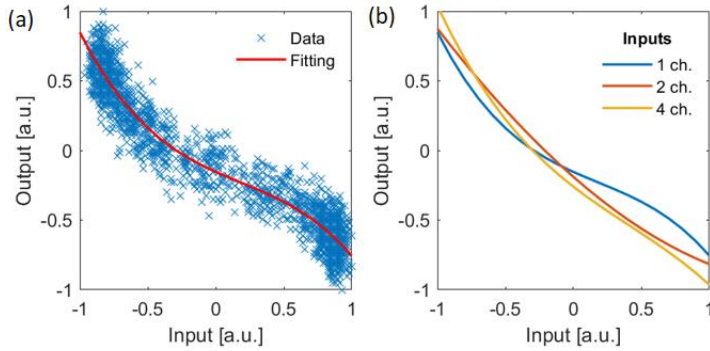 (a)
Data
Fitting
1
0.5
0
-0.5
-1
Output [a.u.]
-1
-0.5
0
0.5
1
Input [a.u.]
(b)
Inputs
1 ch.
2 ch.
4 ch.
1
0.5
0
-0.5
-1
Output [a.u.]
-1
-0.5
0
0.5
1
Input [a.u.]